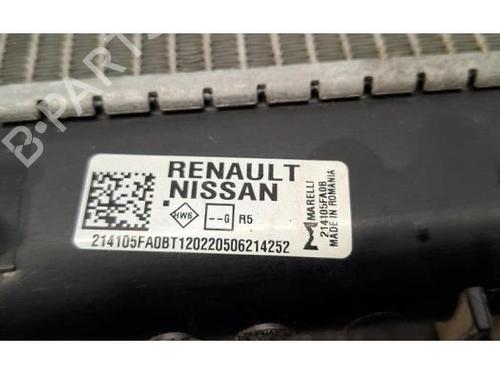 B-PARTS
RENAULT
NISSAN
HW6
--G
R5
214105FA0BT120220506214252
MARELLI
214105FA0B
MADE IN ROMANIA